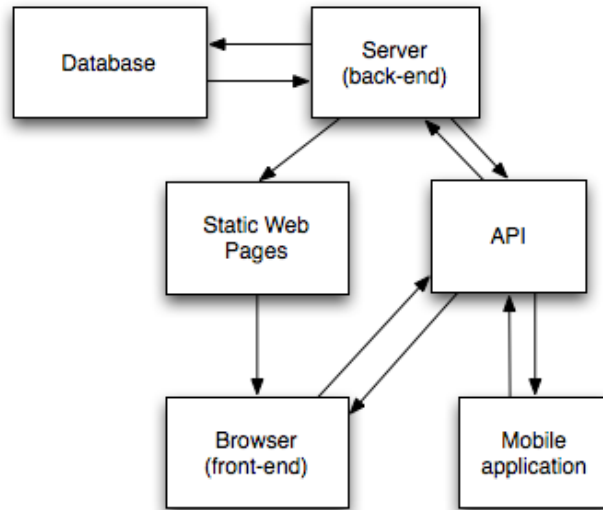 Database
Server
(back-end)
Static Web
Pages
API
Browser
(front-end)
Mobile
application